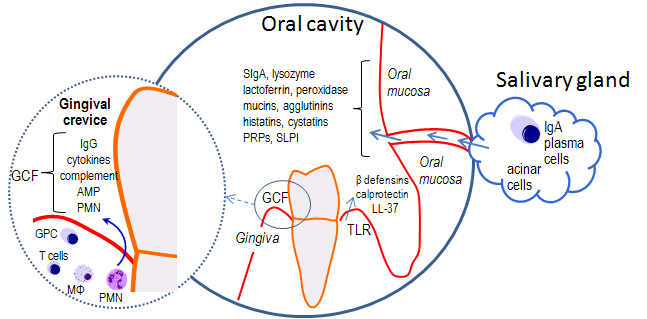 Oral cavity
Gingival
crevice
GCF
IgG
cytokines
complement
AMP
PMN
GPC
T cells
MΦ
PMN
SIgA, lysozyme
lactoferrin, peroxidase
mucins, agglutinins
histatins, cystatins
PRPs, SLPI
Oral
mucosa
Oral
mucosa
β defensins
calprotectin
LL-37
GCF
Gingiva
TLR
Salivary gland
IgA
plasma
cells
acinar
cells